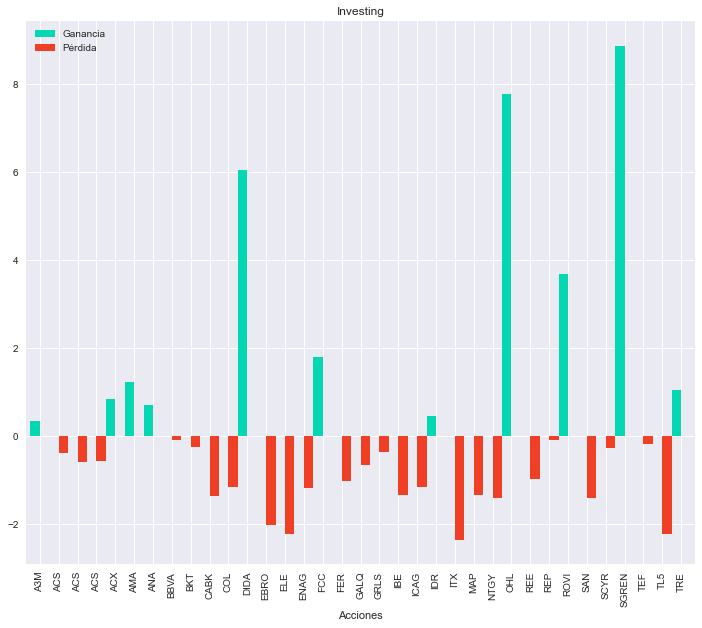 Investing
Ganancia
Pérdida
8
6
4
2
0
−2
A3M
ACS
ACS
ACS
ACX
AMA
ANA
BBVA
BKT
CABK
COL
DIDA
EBRO
ELE
ENAG
FCC
FER
GALQ
GRLS
IBE
ICAG
IDR
ITX
MAP
NTGY
OHL
REE
REP
ROVI
SAN
SCYR
SGREN
TEF
TL5
TRE
Acciones